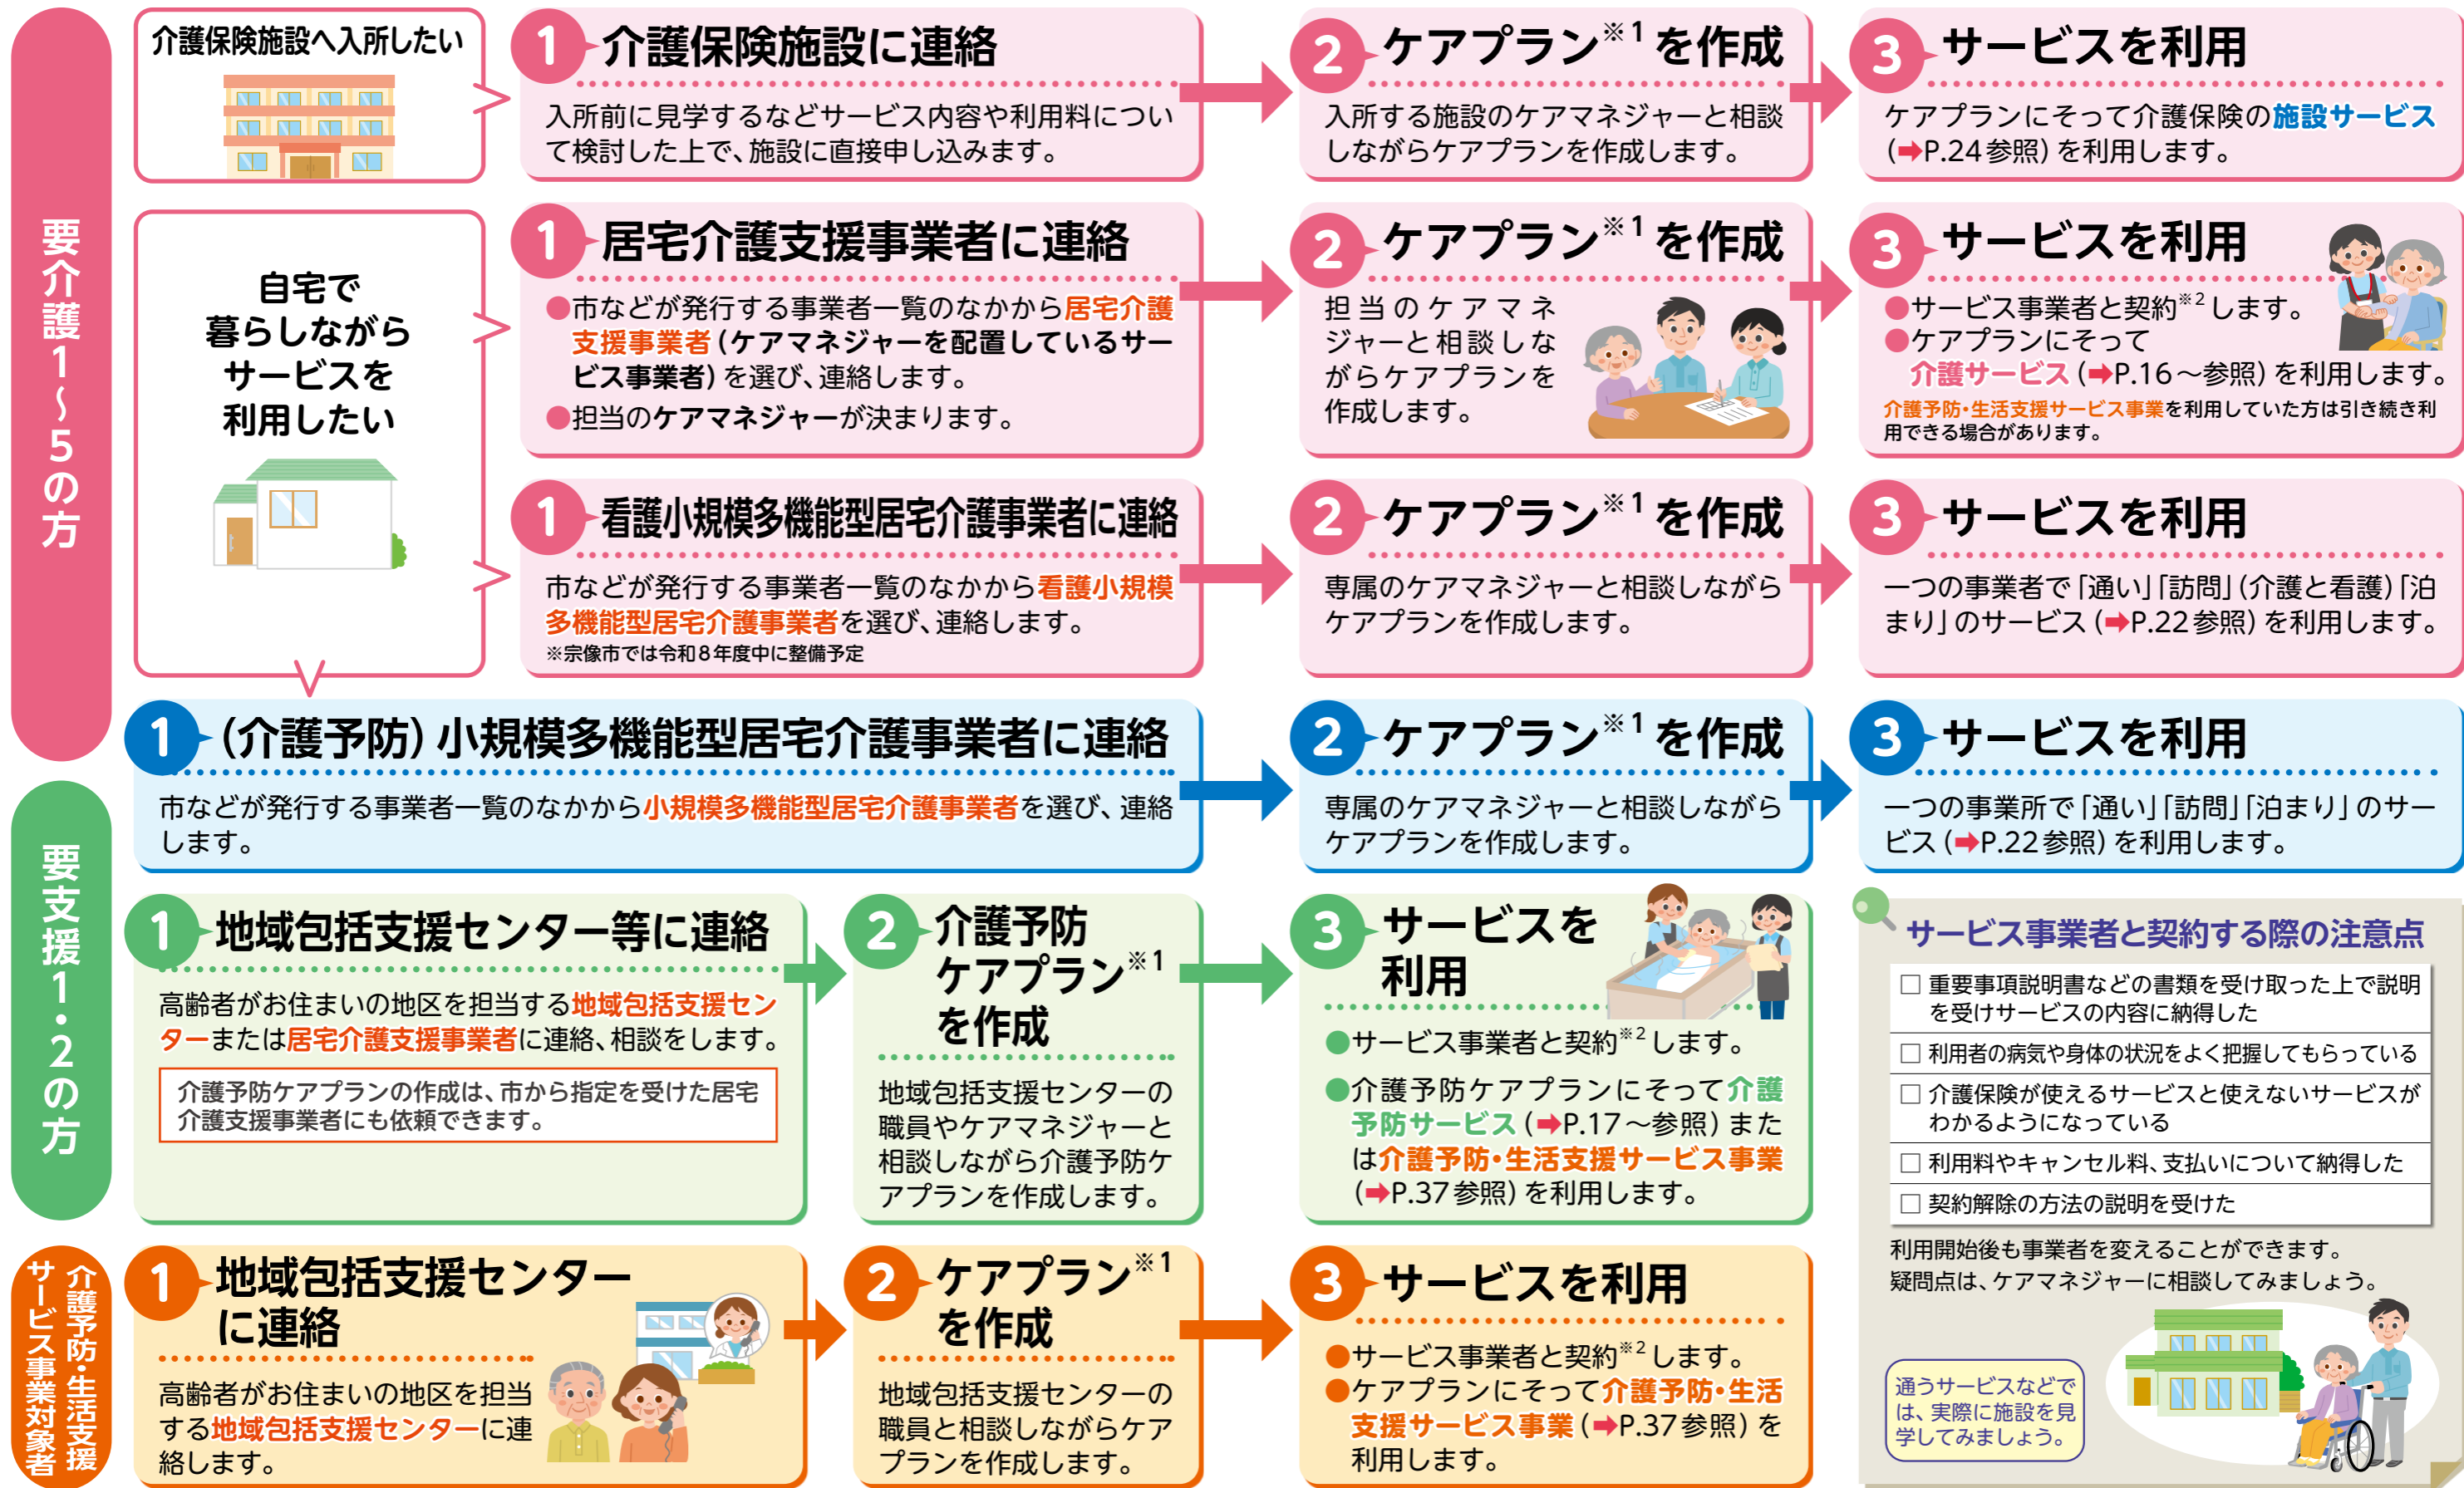 要介護1~5の方
介護保険施設へ入所したい
1 介護保険施設に連絡
入所前に見学するなどサービス内容や利用料につい
て検討した上で、施設に直接申し込みます。
2 ケアプラン※1を作成
入所する施設のケアマネジャーと相談
しながらケアプランを作成します。
3 サービスを利用
ケアプランにそって介護保険の施設サービス
(➡P.24参照)を利用します。
自宅で
暮らしながら
サービスを
利用したい
1 居宅介護支援事業者に連絡
●市などが発行する事業者一覧のなかから居宅介護
支援事業者(ケアマネジャーを配置しているサー
ビス事業者)を選び、連絡します。
●担当のケアマネジャーが決まります。
2 ケアプラン※1を作成
担当のケアマネ
ジャーと相談しな
がらケアプランを
作成します。
3 サービスを利用
●サービス事業者と契約※2します。
●ケアプランにそって
介護サービス(➡P.16~参照)を利用します。
介護予防・生活支援サービス事業を利用していた方は引き続き利
用できる場合があります。
1 看護小規模多機能型居宅介護事業者に連絡
市などが発行する事業者一覧のなかから看護小規模
多機能型居宅介護事業者を選び、連絡します。
※宗像市では令和8年度中に整備予定
2 ケアプラン※1を作成
専属のケアマネジャーと相談しながら
ケアプランを作成します。
3 サービスを利用
一つの事業者で「通い」「訪問」(介護と看護)「泊
まり」のサービス(➡P.22参照)を利用します。
1 (介護予防)小規模多機能型居宅介護事業者に連絡
市などが発行する事業者一覧のなかから小規模多機能型居宅介護事業者を選び、連絡
します。
2 ケアプラン※1を作成
専属のケアマネジャーと相談しながら
ケアプランを作成します。
3 サービスを利用
一つの事業所で「通い」「訪問」「泊まり」のサー
ビス(➡P.22参照)を利用します。
要支援1・2の方
1 地域包括支援センター等に連絡
高齢者がお住まいの地区を担当する地域包括支援セン
ターまたは居宅介護支援事業者に連絡、相談をします。
介護予防ケアプランの作成は、市から指定を受けた居宅
介護支援事業者にも依頼できます。
2 介護予防
ケアプラン※1
を作成
地域包括支援センターの
職員やケアマネジャーと
相談しながら介護予防ケ
アプランを作成します。
3 サービスを
利用
●サービス事業者と契約※2します。
●介護予防ケアプランにそって介護
予防サービス(➡P.17~参照)また
は介護予防・生活支援サービス事業
(➡P.37参照)を利用します。
介護予防・生活支援
サービス事業対象者
1 地域包括支援センター
に連絡
高齢者がお住まいの地区を担当
する地域包括支援センターに連
絡します。
2 ケアプラン※1
を作成
地域包括支援センターの
職員と相談しながらケア
プランを作成します。
3 サービスを利用
●サービス事業者と契約※2します。
●ケアプランにそって介護予防・生活
支援サービス事業(➡P.37参照)を
利用します。
サービス事業者と契約する際の注意点
□ 重要事項説明書などの書類を受け取った上で説明
を受けサービスの内容に納得した
□ 利用者の病気や身体の状況をよく把握してもらっている
□ 介護保険が使えるサービスと使えないサービスが
わかるようになっている
□ 利用料やキャンセル料、支払いについて納得した
□ 契約解除の方法の説明を受けた
利用開始後も事業者を変えることができます。
疑問点は、ケアマネジャーに相談してみましょう。
通うサービスなどで
は、実際に施設を見
学してみましょう。